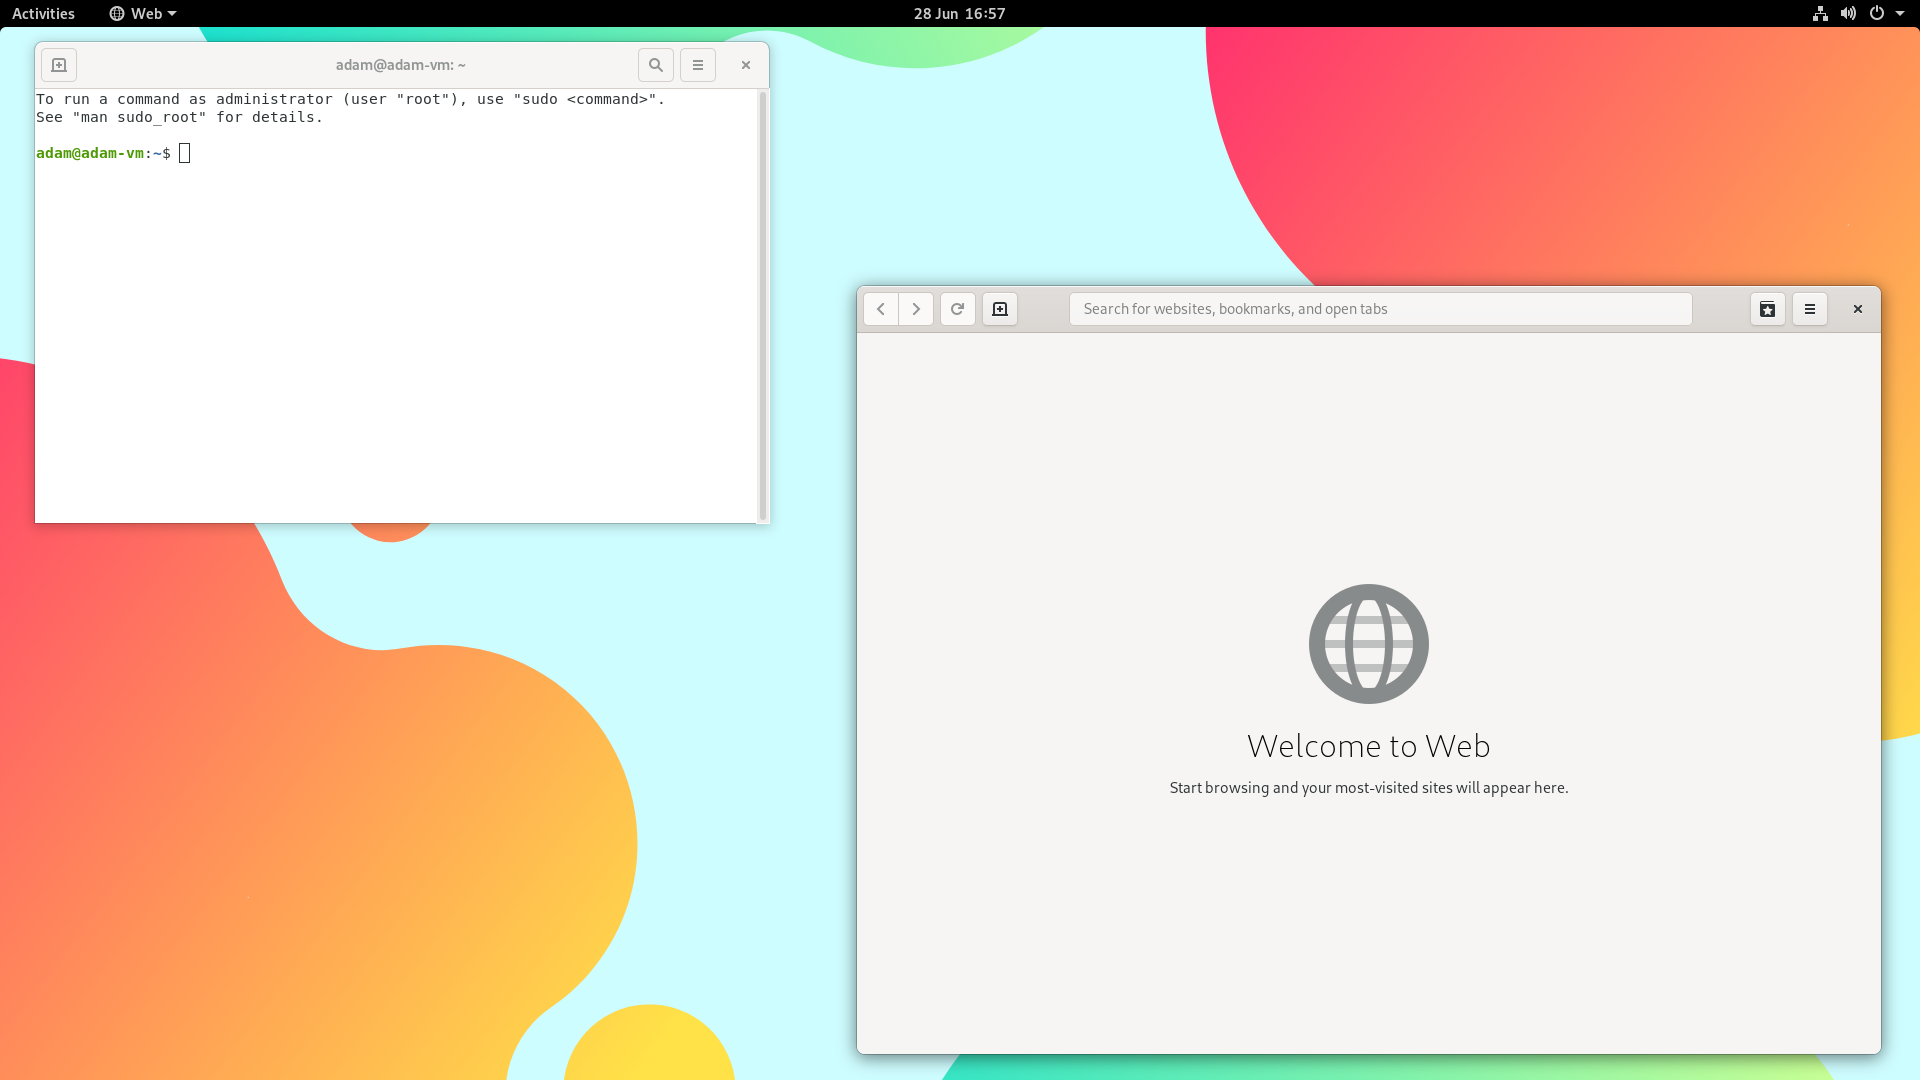 Activities
Web
28 Jun 16:57
adam@adam-vm: ~
To run a command as administrator (user "root"), use "sudo <command>".
See "man sudo_root" for details.
adam@adam-vm:~$
Search for websites, bookmarks, and open tabs
Welcome to Web
Start browsing and your most-visited sites will appear here.